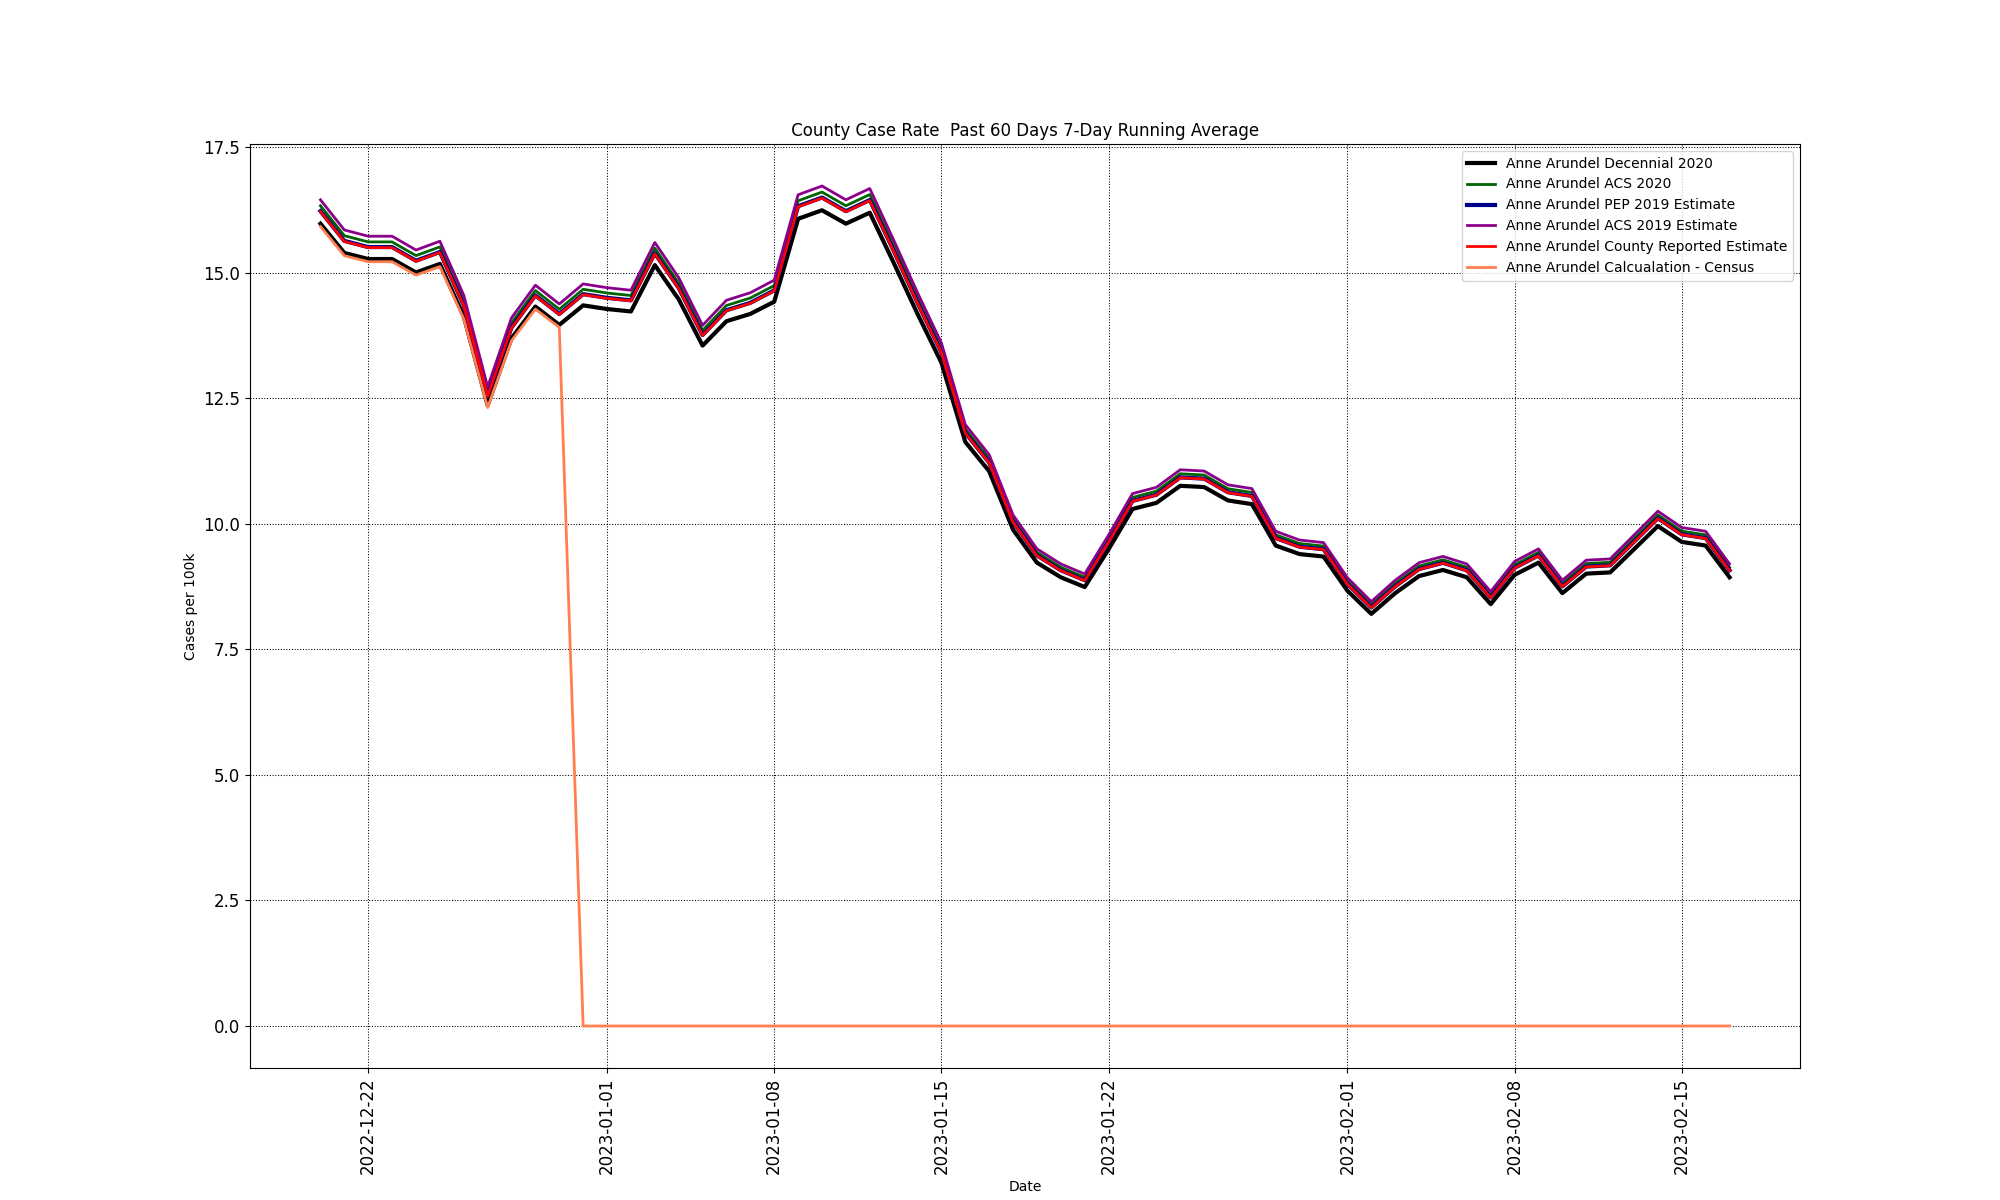 County Case Rate  Past 60 Days 7-Day Running Average
Anne Arundel Decennial 2020
Anne Arundel ACS 2020
Anne Arundel PEP 2019 Estimate
Anne Arundel ACS 2019 Estimate
Anne Arundel County Reported Estimate
Anne Arundel Calcualation - Census
Cases per 100k
17.5
15.0
12.5
10.0
7.5
5.0
2.5
0.0
2022-12-22
2023-01-01
2023-01-08
2023-01-15
2023-01-22
2023-02-01
2023-02-08
2023-02-15
Date